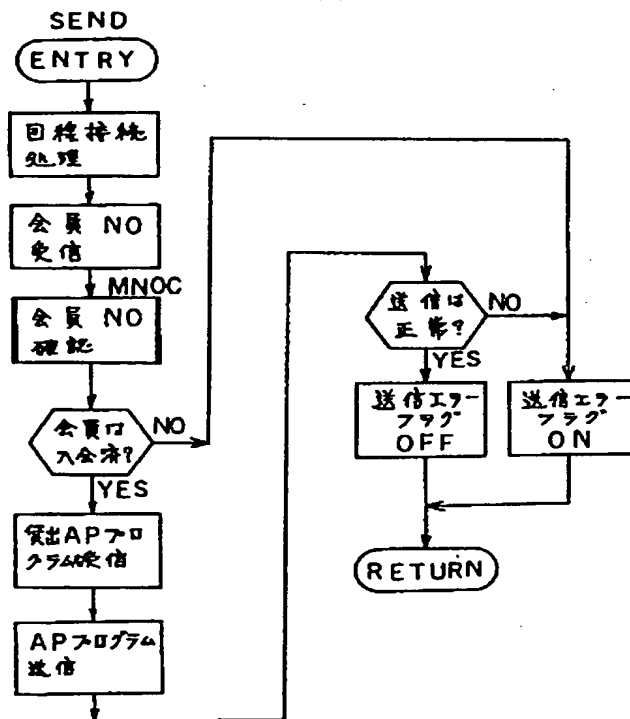 SEND
ENTRY
回線接続
処理
会員 NO
受信
MNOC
会員 NO
確認
会員は
入会済?
NO
YES
貸出APプロ
グラム受信
APプログラム
送信
送信は
正常?
NO
YES
送信エラー
フラグ
OFF
送信エラー
フラグ
ON
RETURN